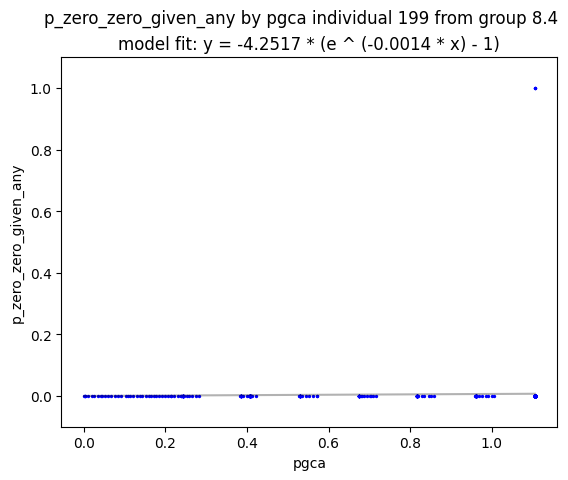 p_zero_zero_given_any by pgca individual 199 from group 8.4
model fit: y = -4.2517 * (e ^ (-0.0014 * x) - 1)
1.0
0.8
0.6
0.4
0.2
0.0
p_zero_zero_given_any
0.0 0.2 0.4 0.6 0.8 1.0
pgca